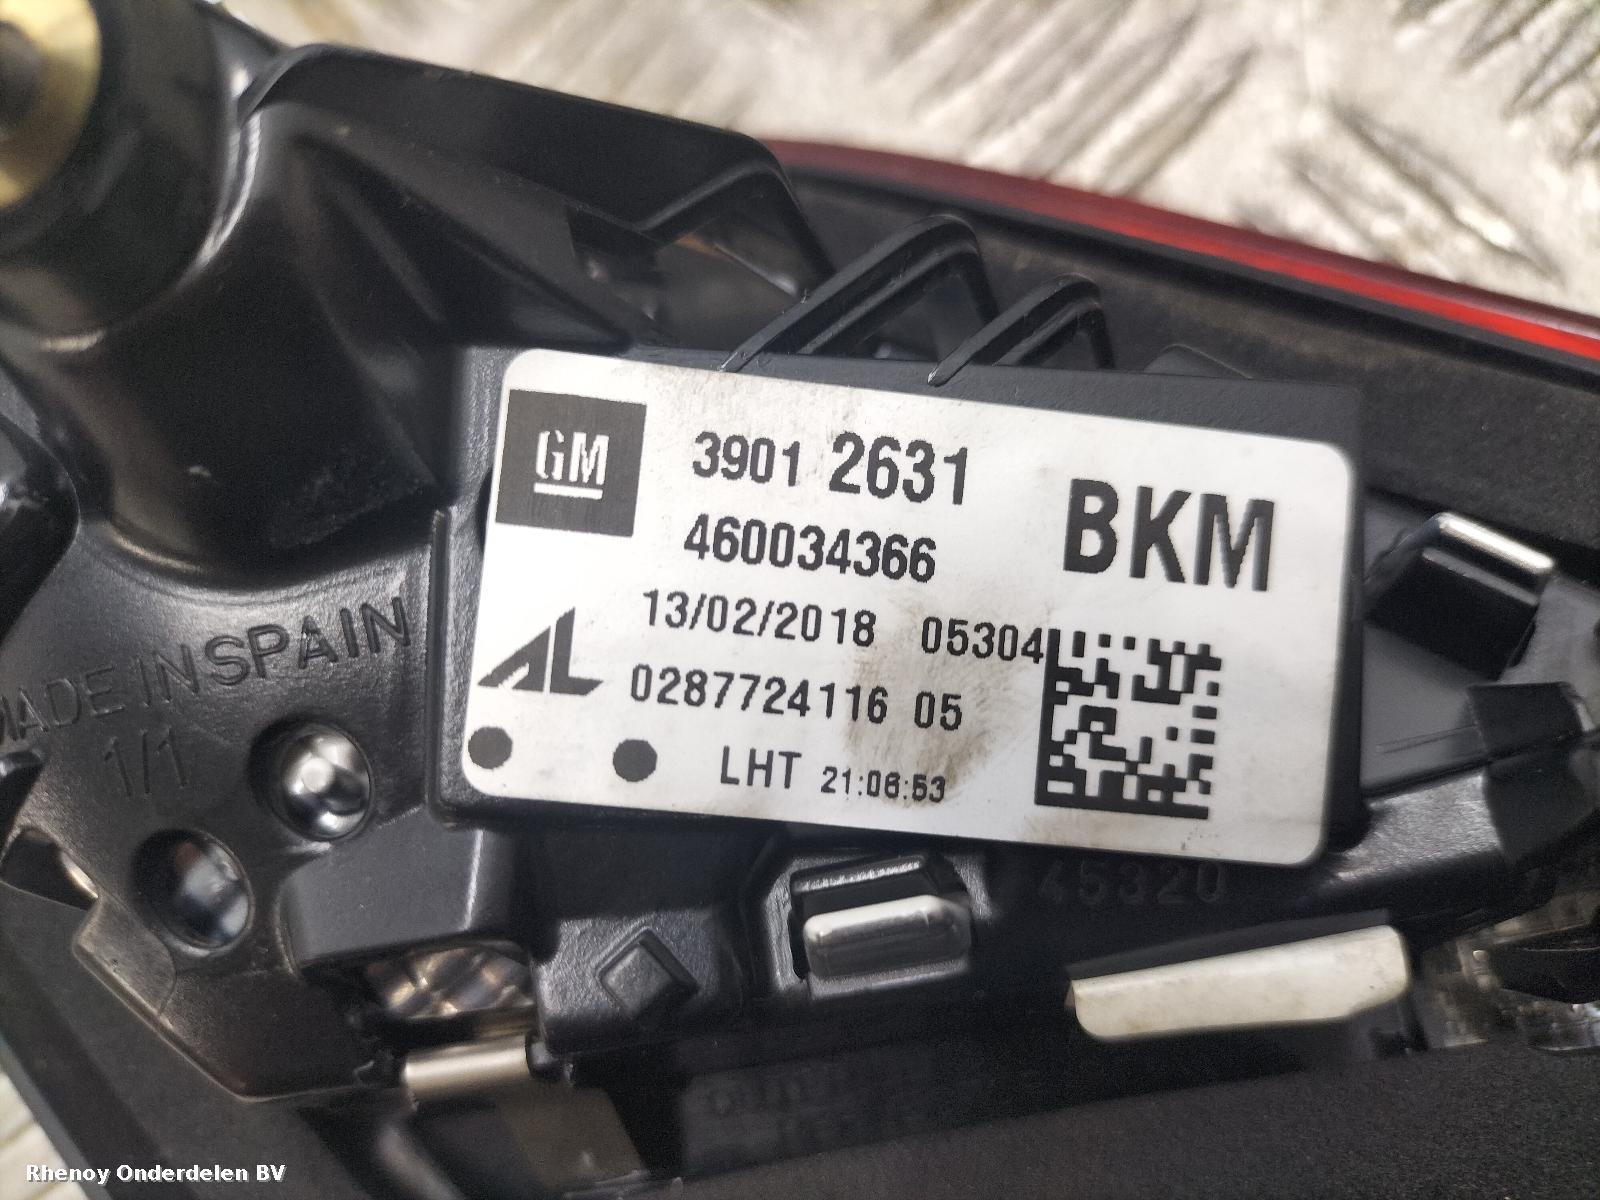 GM
3901 2631
BKM
460034366
13/02/2018 05304
AL
0287724116 05
LHT 21:06:53
MADE IN SPAIN
1/1
45320
Rhenoy Onderdelen BV